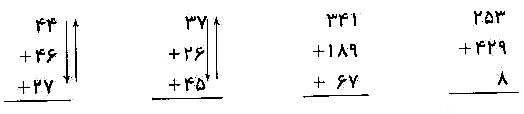 ۴۴ ۳۷ ۳۴۱ ۲۵۳
+۴۶ +۲۶ +۱۸۹ +۴۲۹
+۲۷ +۴۵ + ۶۷ ۸